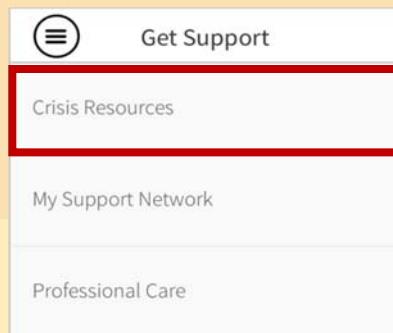 Get Support
Crisis Resources
My Support Network
Professional Care